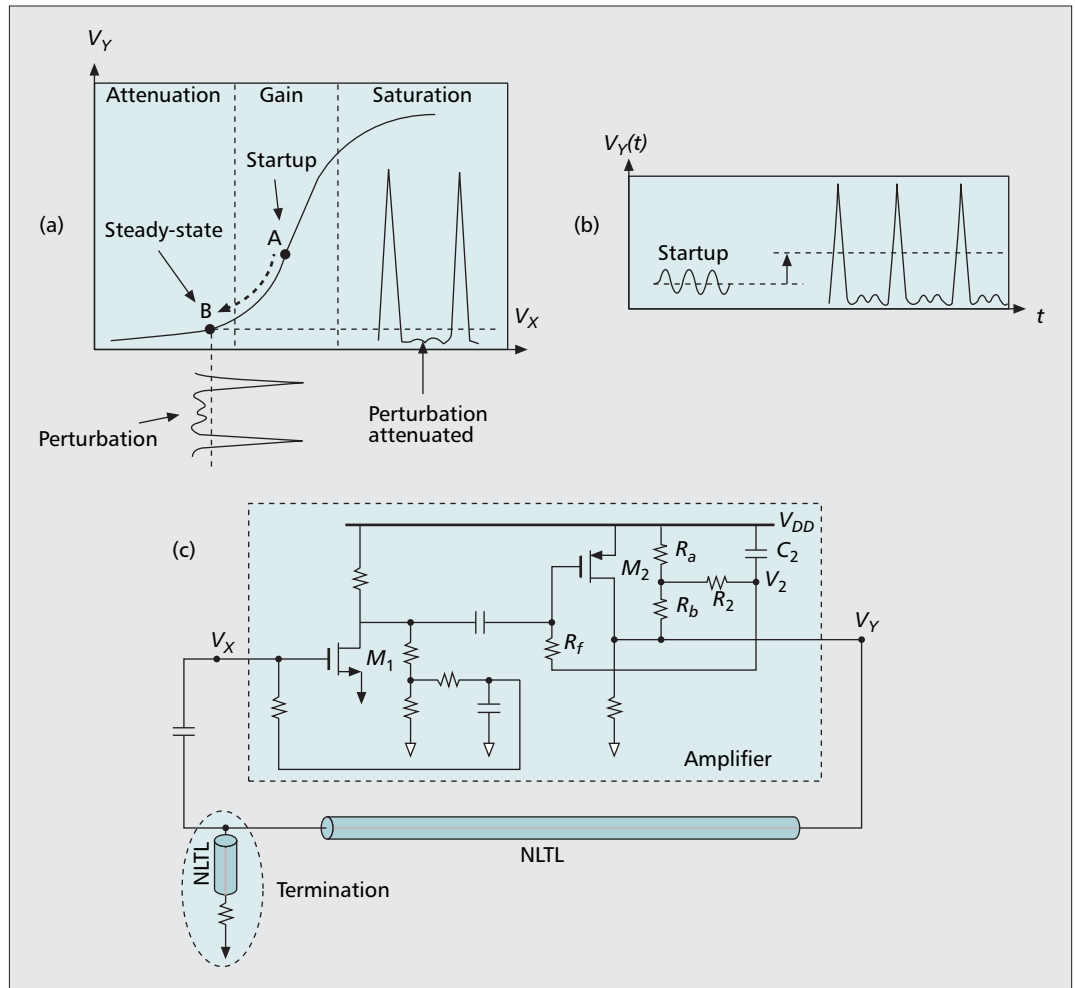 V_Y
Attenuation
Gain
Saturation
Startup
(a)
Steady-state
A
B
V_X
Perturbation
Perturbation
attenuated
V_Y(t)
(b)
Startup
t
(c)
V_DD
R_a
C_2
M_2
V_2
R_2
R_b
V_X
V_Y
R_f
M_1
Amplifier
NLTL
NLTL
Termination